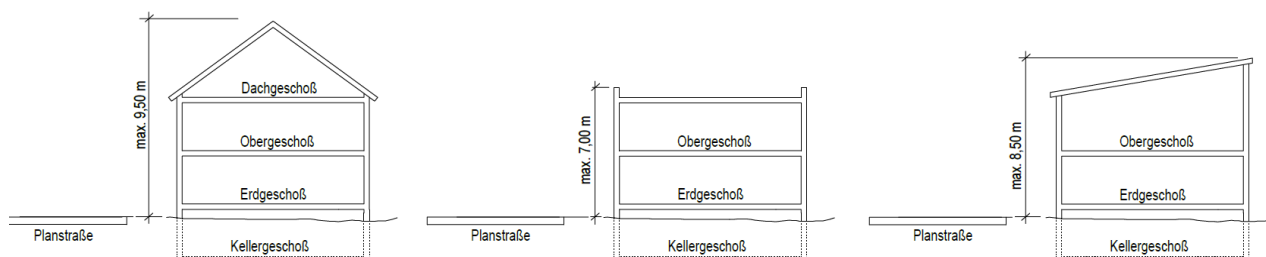 max. 9,50 m
Dachgeschoß
Obergeschoß
Erdgeschoß
Planstraße
Kellergeschoß
max. 7,00 m
Obergeschoß
Erdgeschoß
Planstraße
Kellergeschoß
max. 8,50 m
Obergeschoß
Erdgeschoß
Planstraße
Kellergeschoß